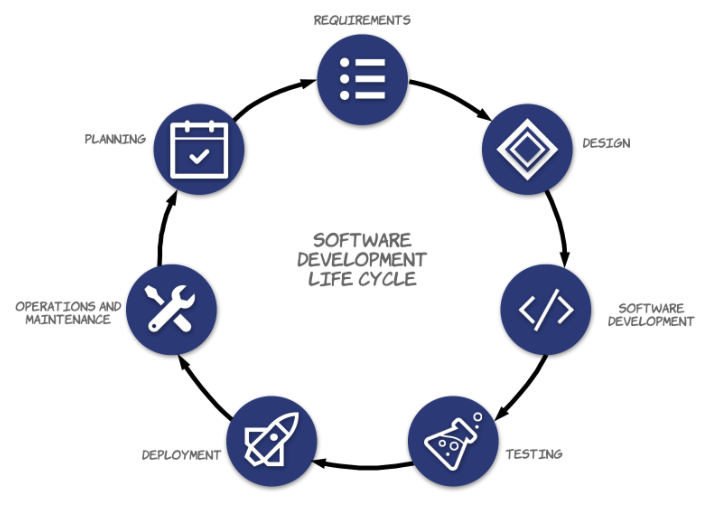 REQUIREMENTS
DESIGN
SOFTWARE
DEVELOPMENT
TESTING
DEPLOYMENT
OPERATIONS AND
MAINTENANCE
PLANNING
SOFTWARE
DEVELOPMENT
LIFE CYCLE